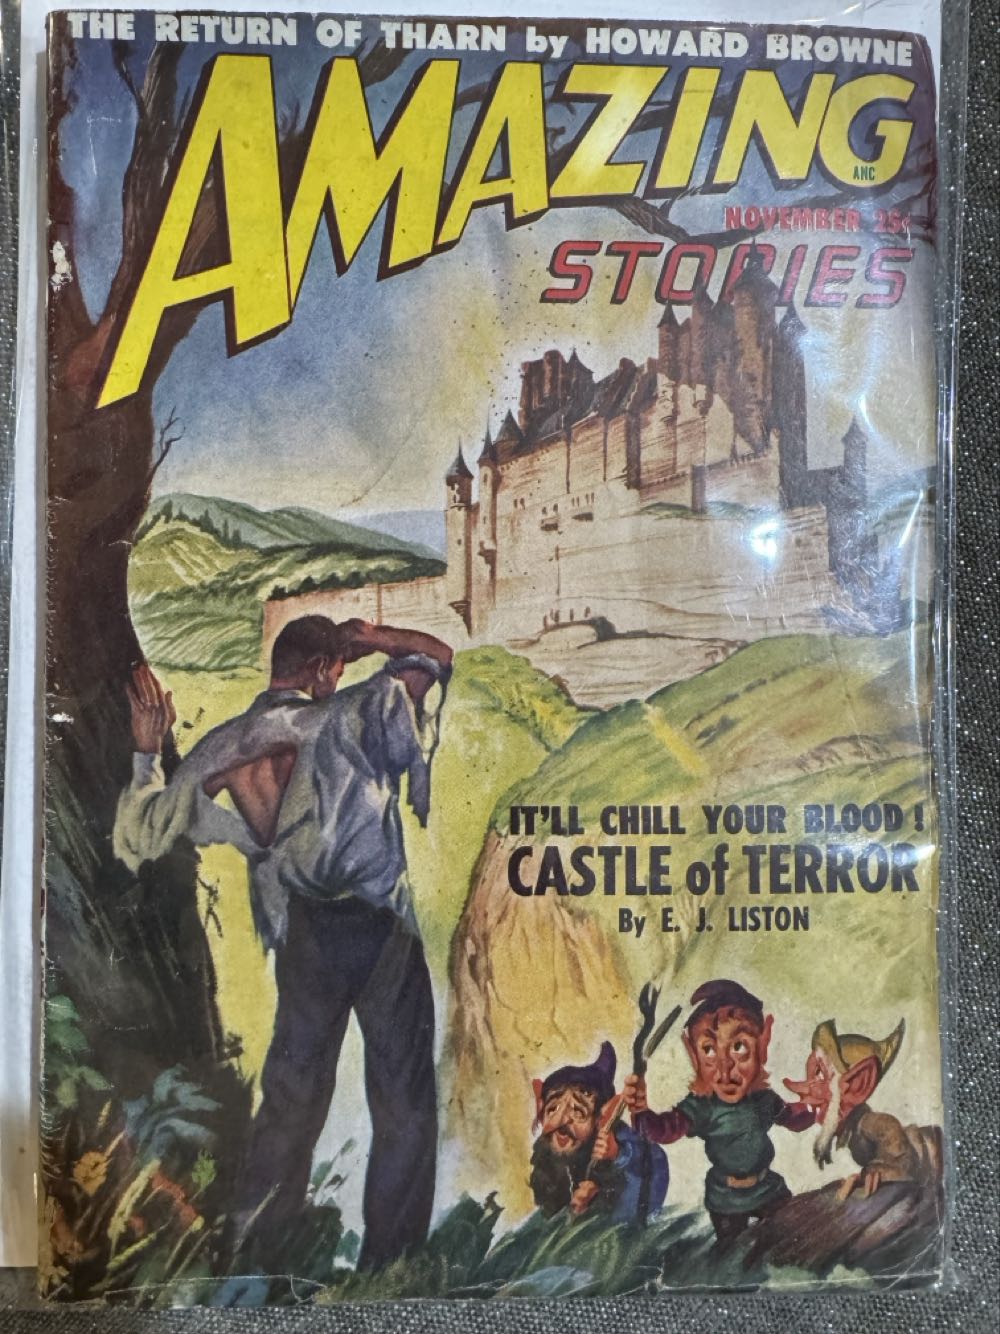 THE RETURN OF THARN by HOWARD BROWNE
AMAZING
ANC
NOVEMBER 25¢
STORIES
IT'LL CHILL YOUR BLOOD!
CASTLE of TERROR
By E. J. LISTON